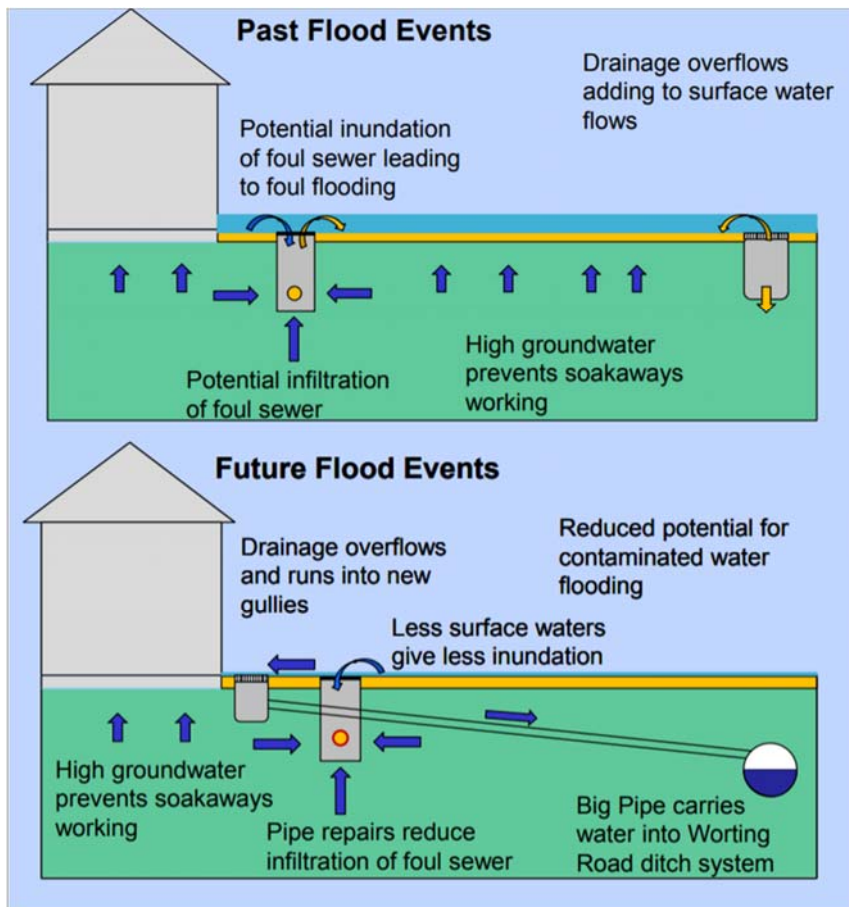 Past Flood Events
Drainage overflows
adding to surface water
flows
Potential inundation
of foul sewer leading
to foul flooding
Potential infiltration
of foul sewer
High groundwater
prevents soakaways
working
Future Flood Events
Drainage overflows
and runs into new
gullies
Reduced potential for
contaminated water
flooding
Less surface waters
give less inundation
High groundwater
prevents soakaways
working
Pipe repairs reduce
infiltration of foul sewer
Big Pipe carries
water into Worting
Road ditch system